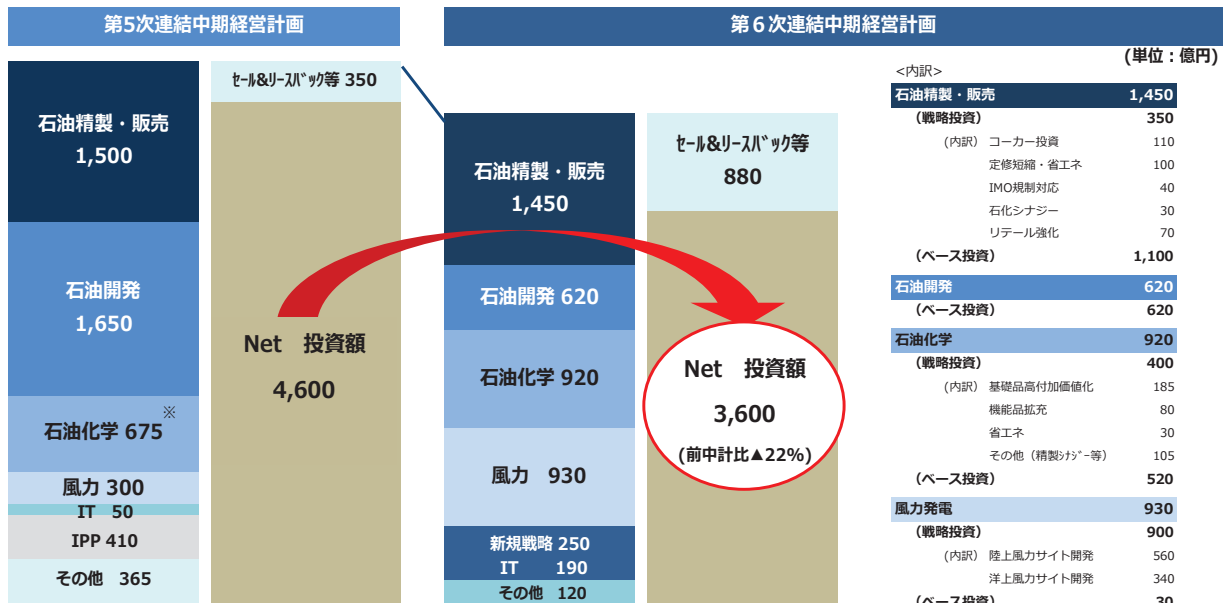 第5次連結中期経営計画
石油精製・販売
1,500
石油開発
1,650
石油化学 675
※
風力 300
IT 50
IPP 410
その他 365
ｾｰﾙ&ﾘｰｽﾊﾞｯｸ等 350
Net 投資額
4,600
第６次連結中期経営計画
(単位：億円)
石油精製・販売
1,450
石油開発 620
石油化学 920
風力 930
新規戦略 250
IT 190
その他 120
ｾｰﾙ&ﾘｰｽﾊﾞｯｸ等
880
Net 投資額
3,600
(前中計比▲22%)
<内訳>
石油精製・販売 1,450
(戦略投資) 350
(内訳) コーカー投資 110
定修短縮・省エネ 100
IMO規制対応 40
石化シナジー 30
リテール強化 70
(ベース投資) 1,100
石油開発 620
(ベース投資) 620
石油化学 920
(戦略投資) 400
(内訳) 基礎品高付加価値化 185
機能品拡充 80
省エネ 30
その他（精製ｼﾅｼﾞｰ等） 105
(ベース投資) 520
風力発電 930
(戦略投資) 900
(内訳) 陸上風力サイト開発 560
洋上風力サイト開発 340
(ベース投資) 30